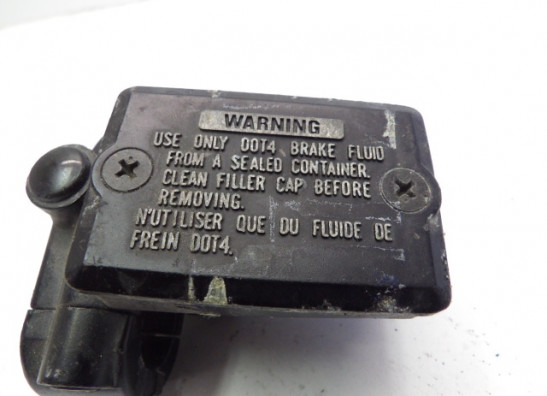 WARNING
USE ONLY DOT4 BRAKE FLUID
FROM A SEALED CONTAINER.
CLEAN FILLER CAP BEFORE
REMOVING.
N'UTILISER QUE DU FLUIDE DE
FREIN DOT4.